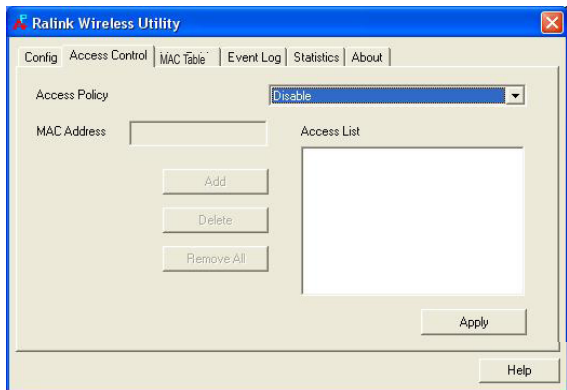 Ralink Wireless Utility
Config Access Control MAC Table Event Log Statistics About
Access Policy Disable
MAC Address Access List
Add
Delete
Remove All
Apply
Help